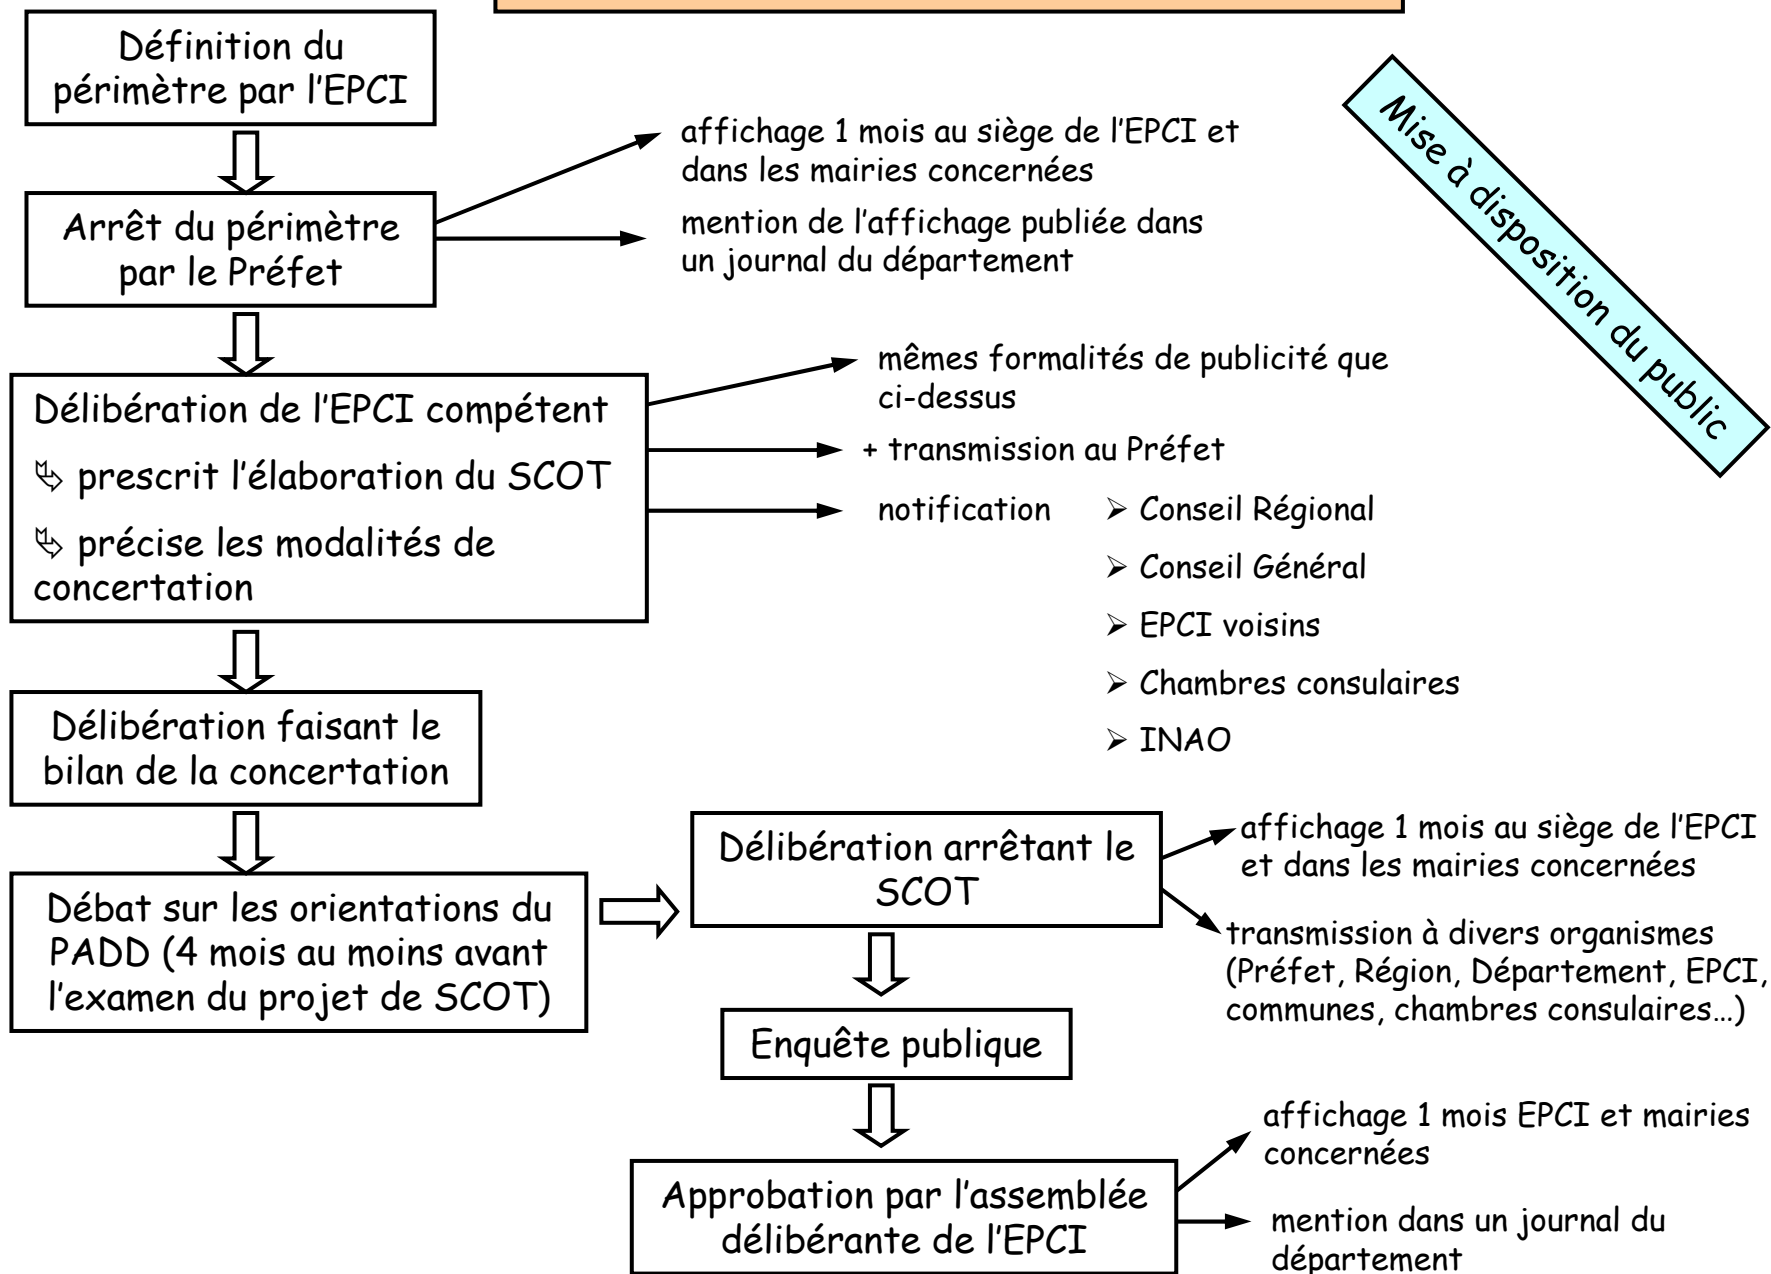 Définition du
périmètre par l'EPCI
affichage 1 mois au siège de l'EPCI et
dans les mairies concernées
Arrêt du périmètre
par le Préfet
mention de l'affichage publiée dans
un journal du département
Mise à disposition du public
mêmes formalités de publicité que
ci-dessus
Délibération de l'EPCI compétent
prescrit l'élaboration du SCOT
précise les modalités de
concertation
+ transmission au Préfet
notification
➢ Conseil Régional
➢ Conseil Général
➢ EPCI voisins
➢ Chambres consulaires
➢ INAO
Délibération faisant le
bilan de la concertation
Débat sur les orientations du
PADD (4 mois au moins avant
l'examen du projet de SCOT)
Délibération arrêtant le
SCOT
affichage 1 mois au siège de l'EPCI
et dans les mairies concernées
transmission à divers organismes
(Préfet, Région, Département, EPCI,
communes, chambres consulaires…)
Enquête publique
Approbation par l'assemblée
délibérante de l'EPCI
affichage 1 mois EPCI et mairies
concernées
mention dans un journal du
département